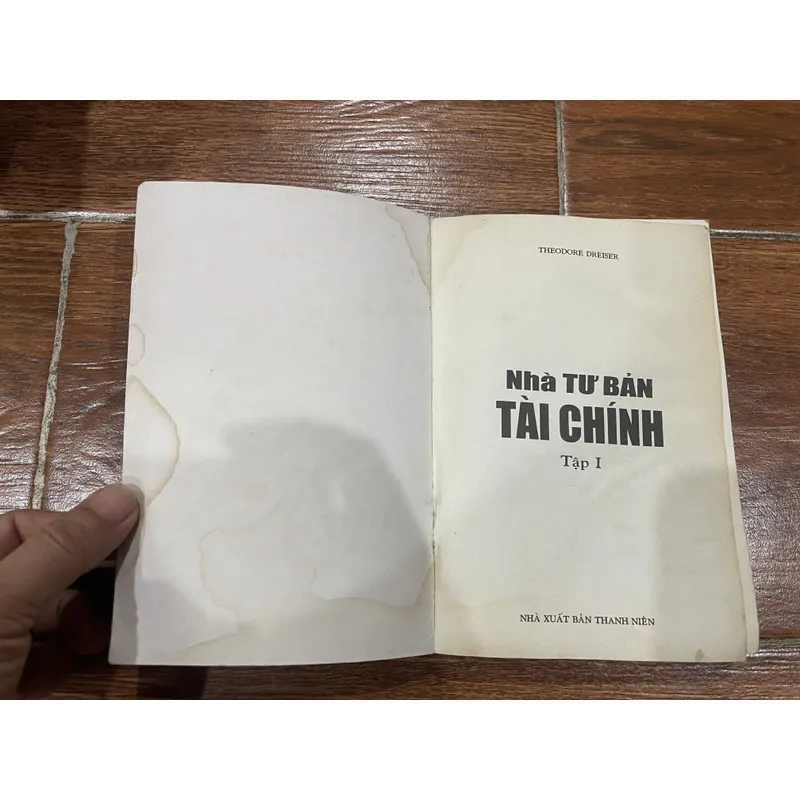 THEODORE DREISER
Nhà TƯ BẢN
TÀI CHÍNH
Tập I
NHÀ XUẤT BẢN THANH NIÊN